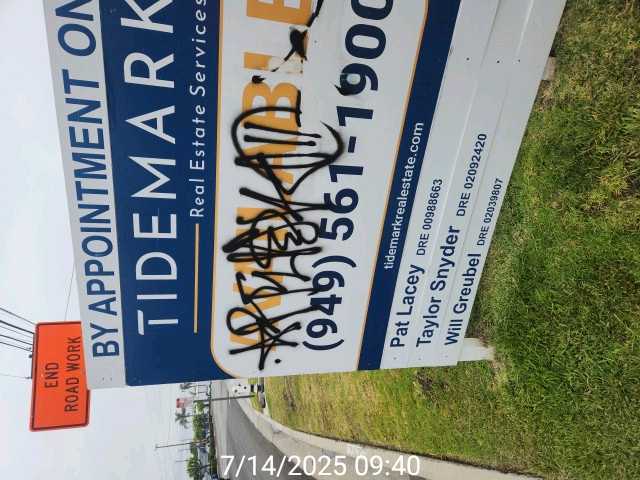 BY APPOINTMENT ON
TIDEMARK
Real Estate Services
(949) 561-1900
tidemarkrealestate.com
Pat Lacey DRE 00988663
Taylor Snyder DRE 02092420
Will Greubel DRE 02039807
END
ROAD WORK
7/14/2025 09:40